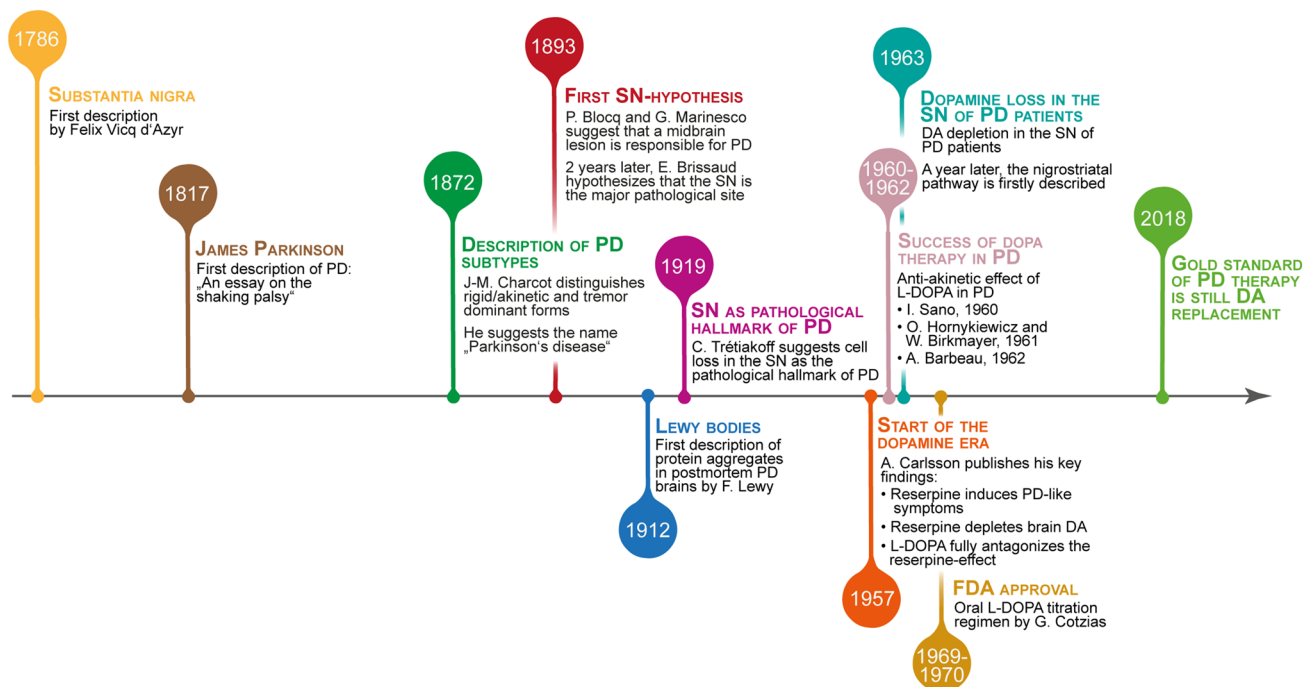 1786
SUBSTANTIA NIGRA
First description
by Felix Vicq d‘Azyr
1817
JAMES PARKINSON
First description of PD:
„An essay on the
shaking palsy“
1872
DESCRIPTION OF PD
SUBTYPES
J-M. Charcot distinguishes
rigid/akinetic and tremor
dominant forms
He suggests the name
„Parkinson‘s disease“
1893
FIRST SN-HYPOTHESIS
P. Blocq and G. Marinesco
suggest that a midbrain
lesion is responsible for PD
2 years later, E. Brissaud
hypothesizes that the SN is
the major pathological site
LEWY BODIES
First description of
protein aggregates
in postmortem PD
brains by F. Lewy
1912
1919
SN AS PATHOLOGICAL
HALLMARK OF PD
C. Trétiakoff suggests cell
loss in the SN as the
pathological hallmark of PD
START OF THE
DOPAMINE ERA
A. Carlsson publishes his key
findings:
• Reserpine induces PD-like
symptoms
• Reserpine depletes brain DA
• L-DOPA fully antagonizes the
reserpine-effect
1957
1960-
1962
SUCCESS OF DOPA
THERAPY IN PD
Anti-akinetic effect of
L-DOPA in PD
• I. Sano, 1960
• O. Hornykiewicz and
W. Birkmayer, 1961
• A. Barbeau, 1962
1963
DOPAMINE LOSS IN THE
SN OF PD PATIENTS
DA depletion in the SN of
PD patients
A year later, the nigrostriatal
pathway is firstly described
FDA APPROVAL
Oral L-DOPA titration
regimen by G. Cotzias
1969-
1970
2018
GOLD STANDARD
OF PD THERAPY
IS STILL DA
REPLACEMENT